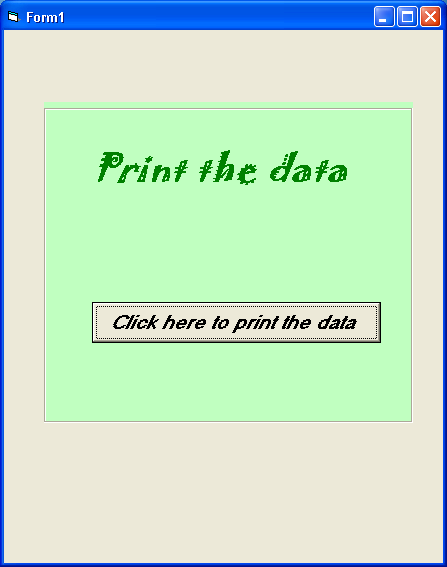 Form1
Print the data
Click here to print the data